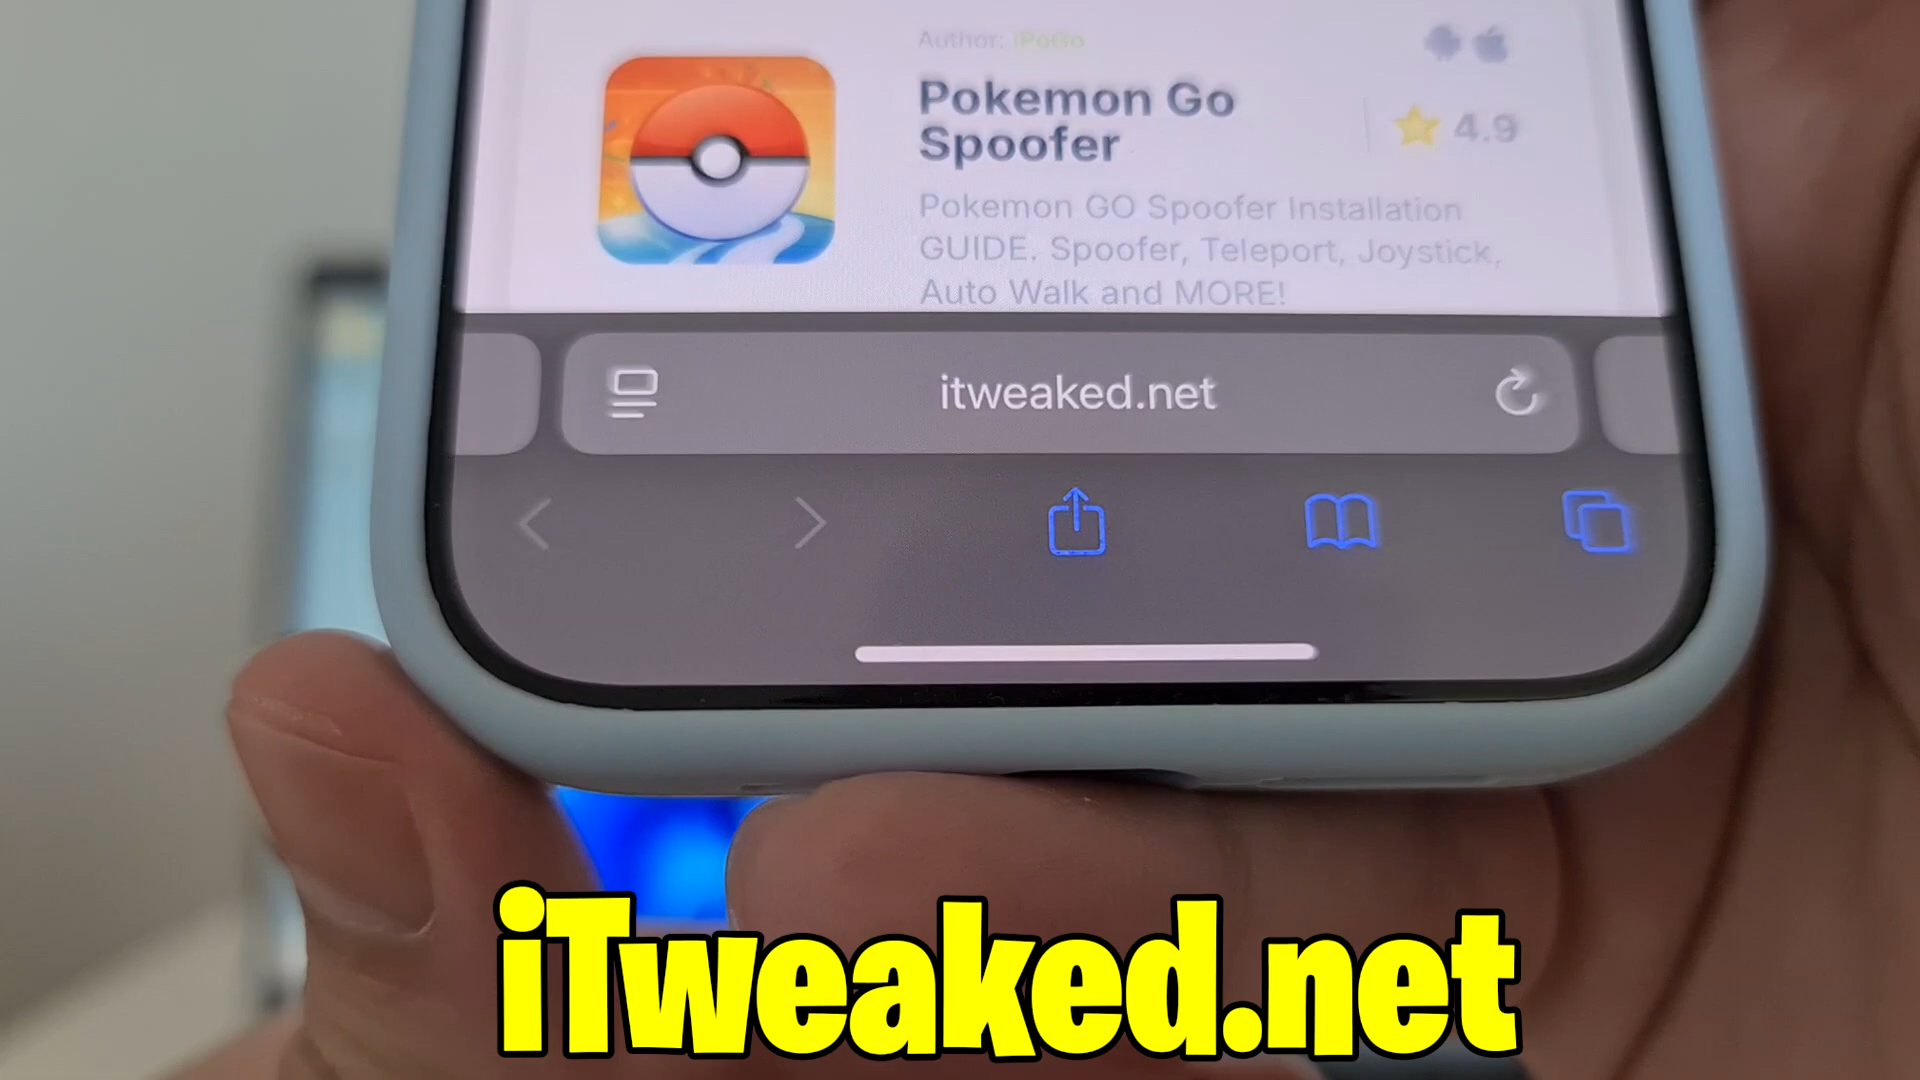 Author: iPoGo
Pokemon Go
Spoofer
4.9
Pokemon GO Spoofer Installation
GUIDE. Spoofer, Teleport, Joystick,
Auto Walk and MORE!
itweaked.net
iTweaked.net